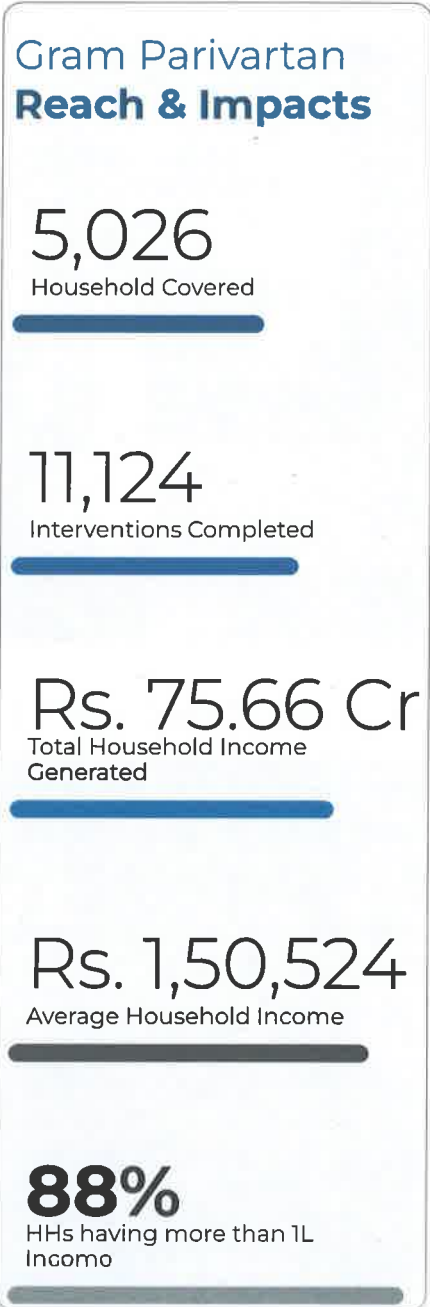 Gram Parivartan
Reach & Impacts
5,026
Household Covered
11,124
Interventions Completed
Rs. 75.66 Cr
Total Household Income
Generated
Rs. 1,50,524
Average Household Income
88%
HHs having more than 1L
Incomo